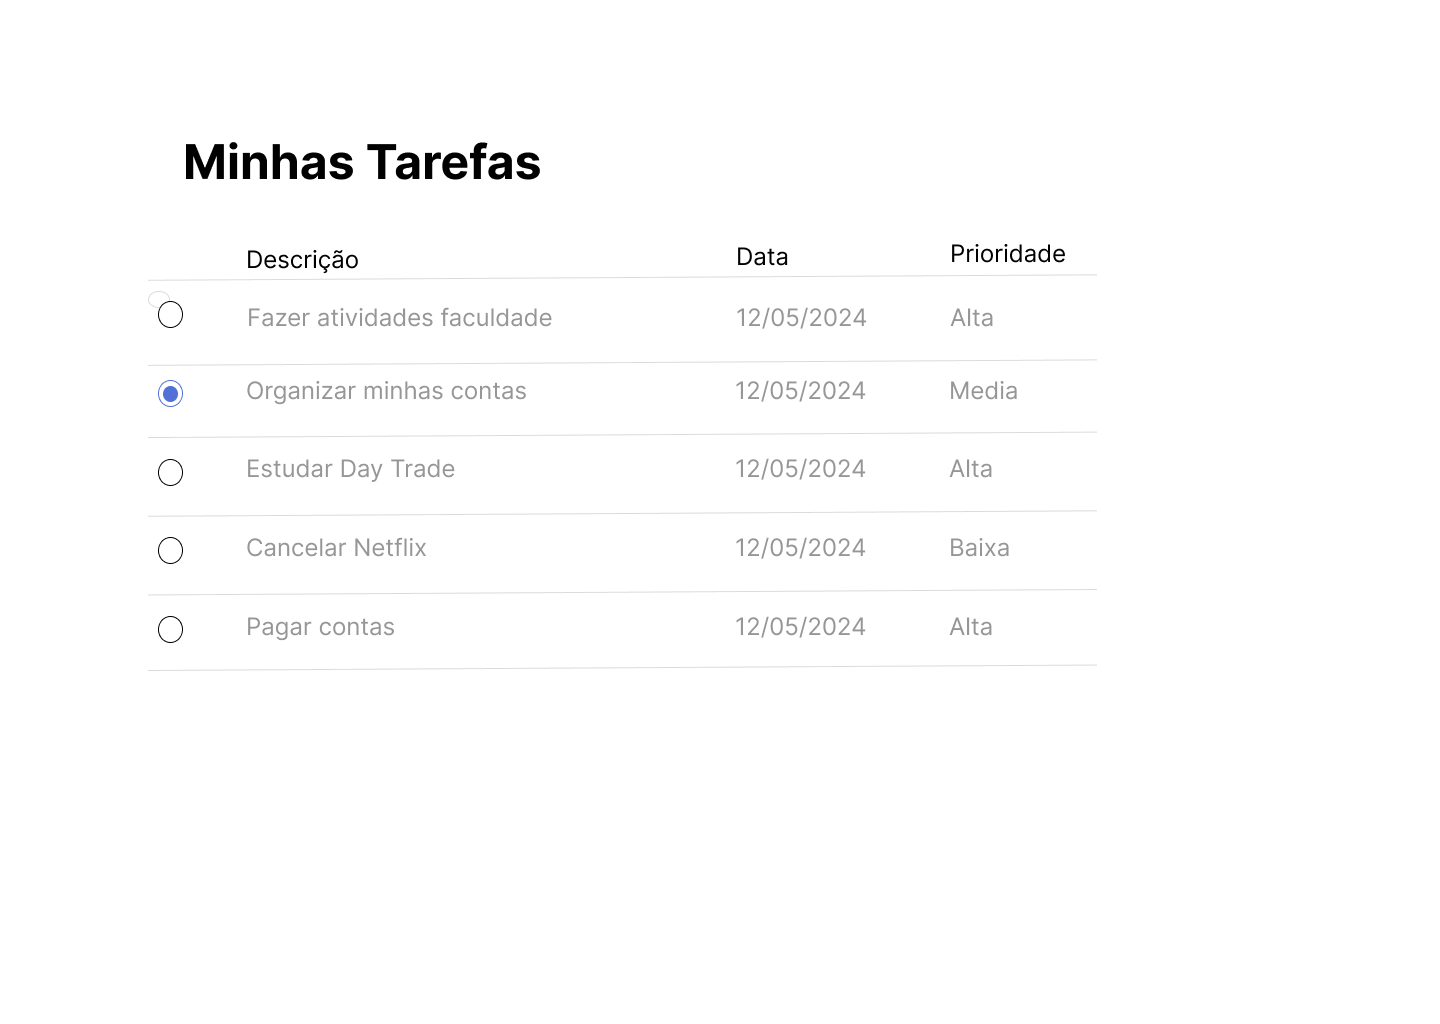 Minhas Tarefas
Descrição Data Prioridade
Fazer atividades faculdade 12/05/2024 Alta
Organizar minhas contas 12/05/2024 Media
Estudar Day Trade 12/05/2024 Alta
Cancelar Netflix 12/05/2024 Baixa
Pagar contas 12/05/2024 Alta